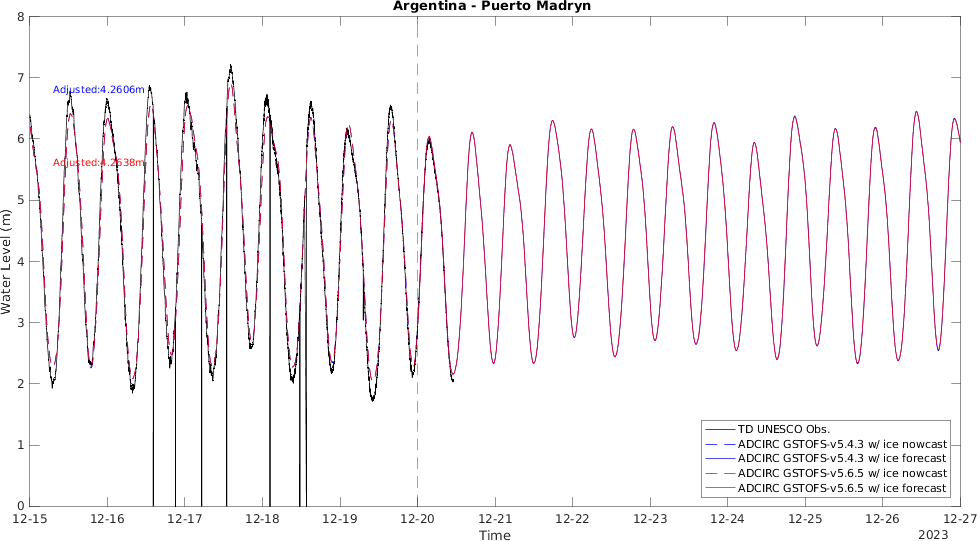 Argentina - Puerto Madryn
8
7
6
5
4
3
2
1
0
Water Level (m)
Adjusted:4.2606m
Adjusted:4.2638m
TD UNESCO Obs.
ADCIRC GSTOFS-v5.4.3 w/ ice nowcast
ADCIRC GSTOFS-v5.4.3 w/ ice forecast
ADCIRC GSTOFS-v5.6.5 w/ ice nowcast
ADCIRC GSTOFS-v5.6.5 w/ ice forecast
12-15 12-16 12-17 12-18 12-19 12-20 12-21 12-22 12-23 12-24 12-25 12-26 12-27
Time
2023